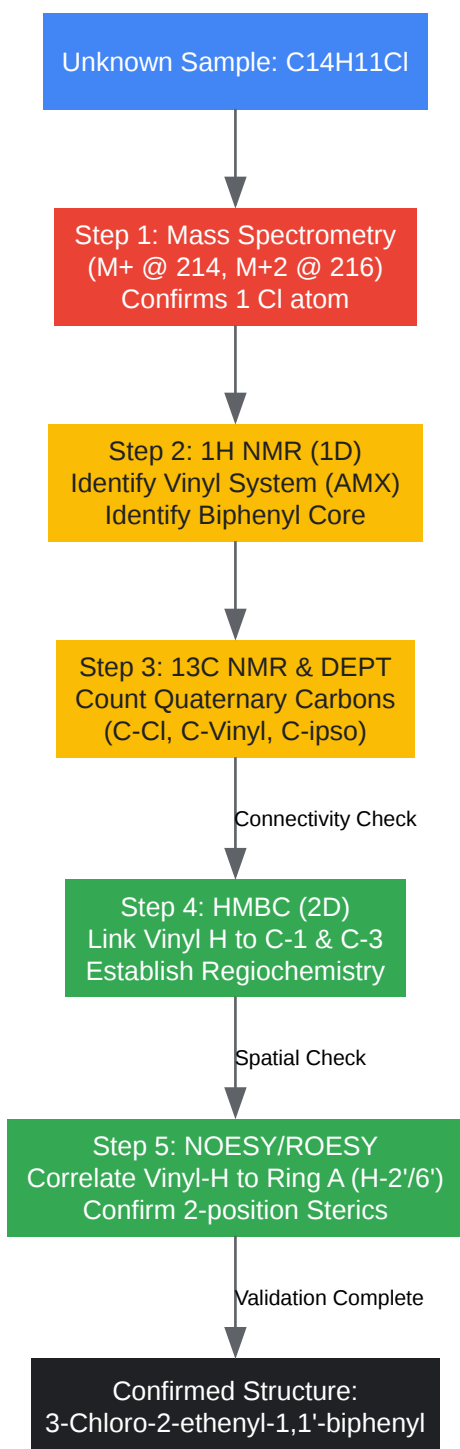 Unknown Sample: C14H11Cl
Step 1: Mass Spectrometry
(M+ @ 214, M+2 @ 216)
Confirms 1 Cl atom
Step 2: 1H NMR (1D)
Identify Vinyl System (AMX)
Identify Biphenyl Core
Step 3: 13C NMR & DEPT
Count Quaternary Carbons
(C-Cl, C-Vinyl, C-ipso)
Connectivity Check
Step 4: HMBC (2D)
Link Vinyl H to C-1 & C-3
Establish Regiochemistry
Spatial Check
Step 5: NOESY/ROESY
Correlate Vinyl-H to Ring A (H-2'/6')
Confirm 2-position Sterics
Validation Complete
Confirmed Structure:
3-Chloro-2-ethenyl-1,1'-biphenyl